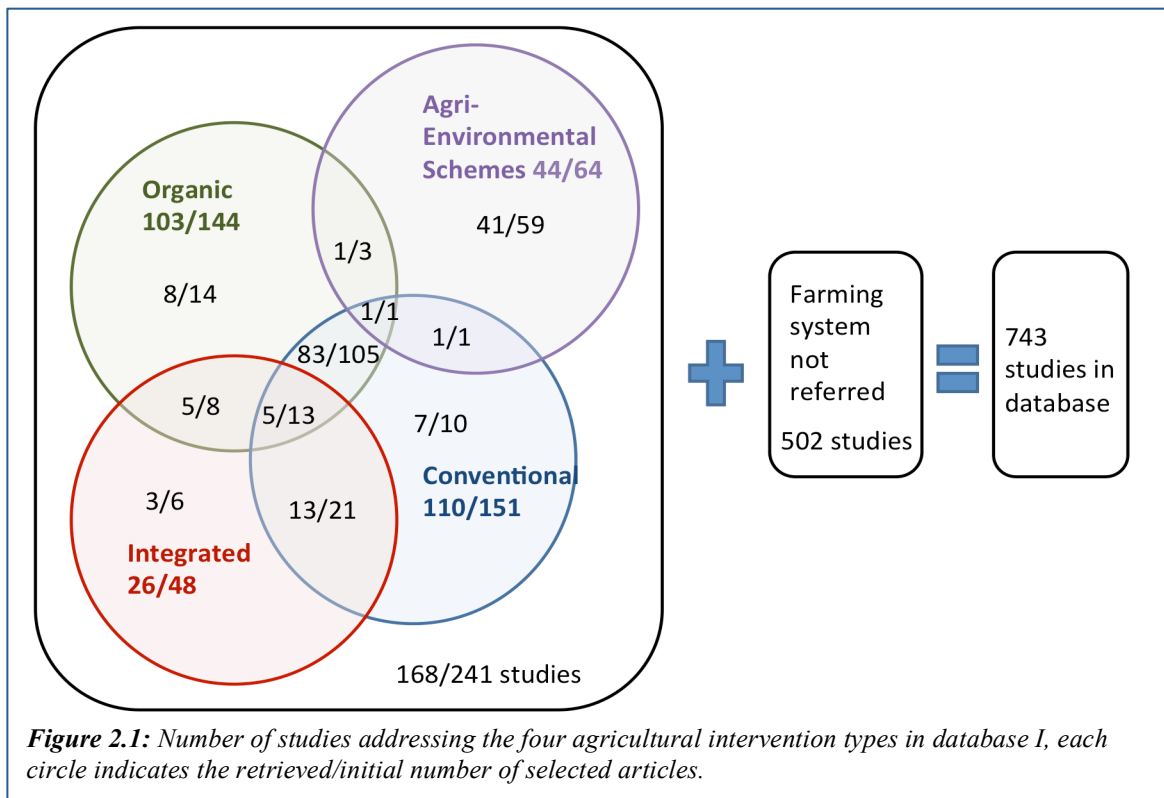 Agri-
Environmental
Schemes 44/64
41/59
Organic
103/144
1/3
8/14
1/1
1/1
83/105
5/8
5/13
7/10
Conventional
110/151
3/6
13/21
Integrated
26/48
168/241 studies
Farming
system
not
referred
502 studies
743
studies in
database
Figure 2.1: Number of studies addressing the four agricultural intervention types in database I, each
circle indicates the retrieved/initial number of selected articles.